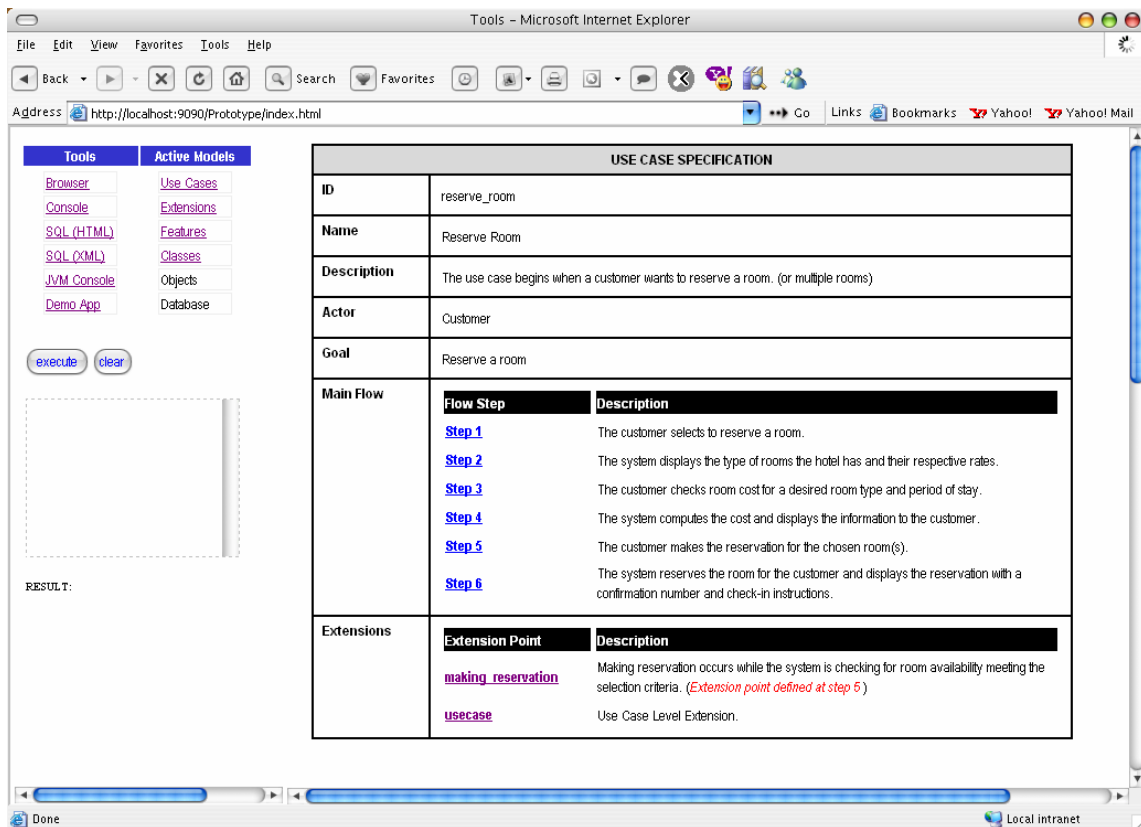 Tools - Microsoft Internet Explorer
File Edit View Favorites Tools Help
Back Search Favorites
Address http://localhost:9090/Prototype/index.html Go Links Bookmarks Yahoo! Yahoo! Mail
Tools Active Models
Browser Use Cases
Console Extensions
SQL (HTML) Features
SQL (XML) Classes
JVM Console Objects
Demo App Database
execute clear
RESULT:
USE CASE SPECIFICATION
ID reserve_room
Name Reserve Room
Description The use case begins when a customer wants to reserve a room. (or multiple rooms)
Actor Customer
Goal Reserve a room
Main Flow
Flow Step Description
Step 1 The customer selects to reserve a room.
Step 2 The system displays the type of rooms the hotel has and their respective rates.
Step 3 The customer checks room cost for a desired room type and period of stay.
Step 4 The system computes the cost and displays the information to the customer.
Step 5 The customer makes the reservation for the chosen room(s).
Step 6 The system reserves the room for the customer and displays the reservation with a
confirmation number and check-in instructions.
Extensions
Extension Point Description
making_reservation Making reservation occurs while the system is checking for room availability meeting the
selection criteria. (Extension point defined at step 5 )
usecase Use Case Level Extension.
Done Local intranet